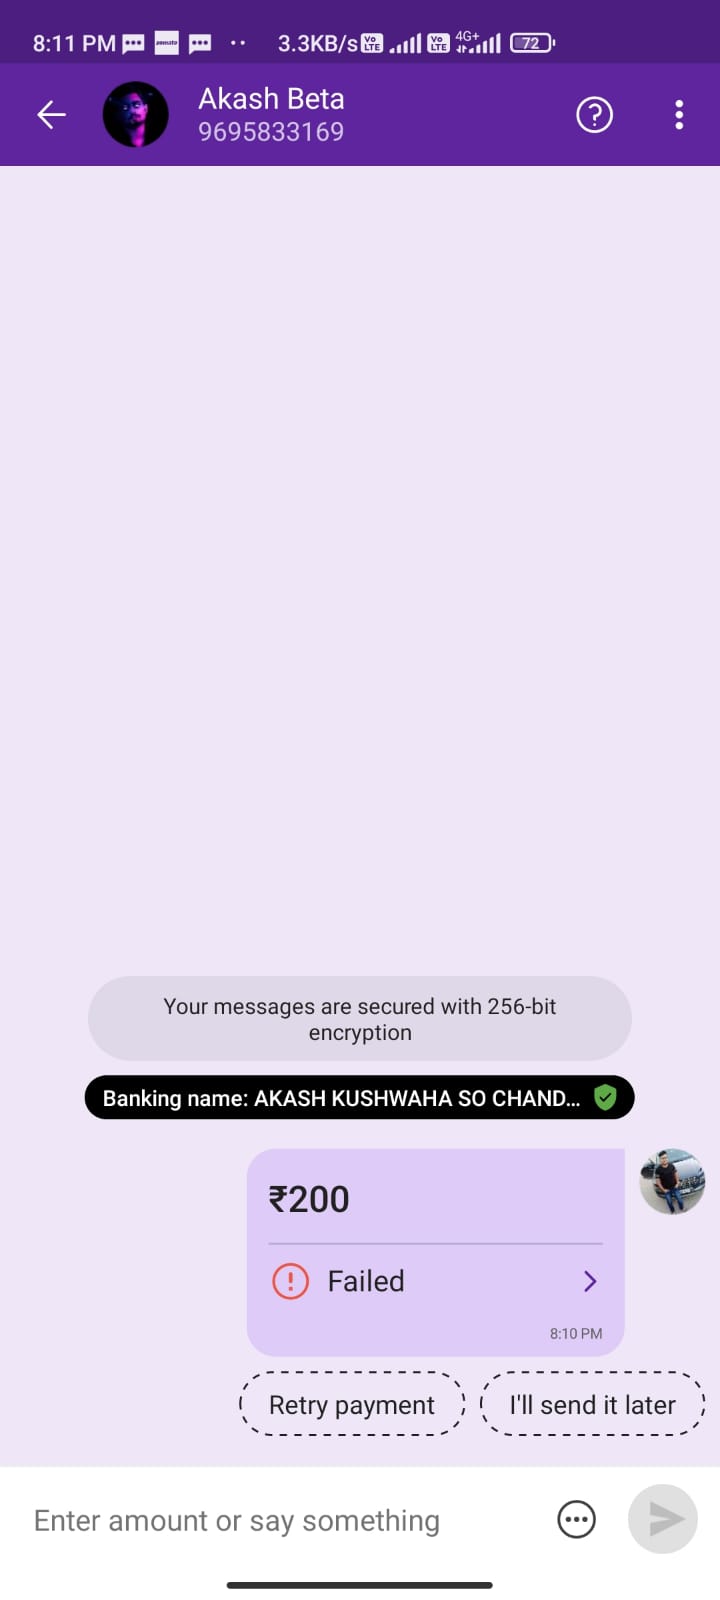 8:11 PM zomato 3.3KB/s Vo LTE Vo LTE 4G+ 72
Akash Beta
9695833169
Your messages are secured with 256-bit
encryption
Banking name: AKASH KUSHWAHA SO CHAND...
₹200
Failed
8:10 PM
Retry payment
I'll send it later
Enter amount or say something